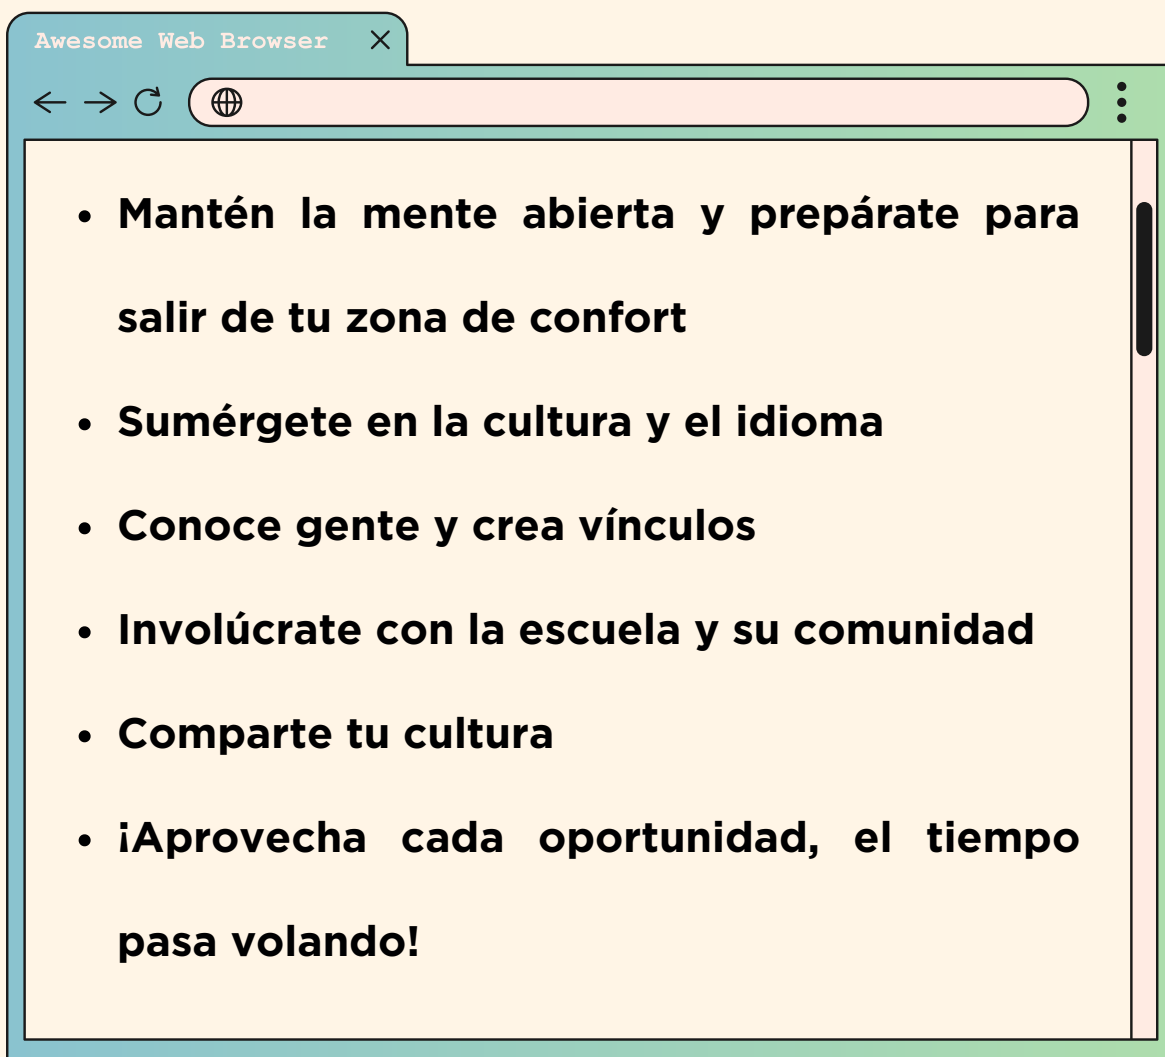 Awesome Web Browser
• Mantén la mente abierta y prepárate para
salir de tu zona de confort
• Sumérgete en la cultura y el idioma
• Conoce gente y crea vínculos
• Involúcrate con la escuela y su comunidad
• Comparte tu cultura
• ¡Aprovecha cada oportunidad, el tiempo
pasa volando!